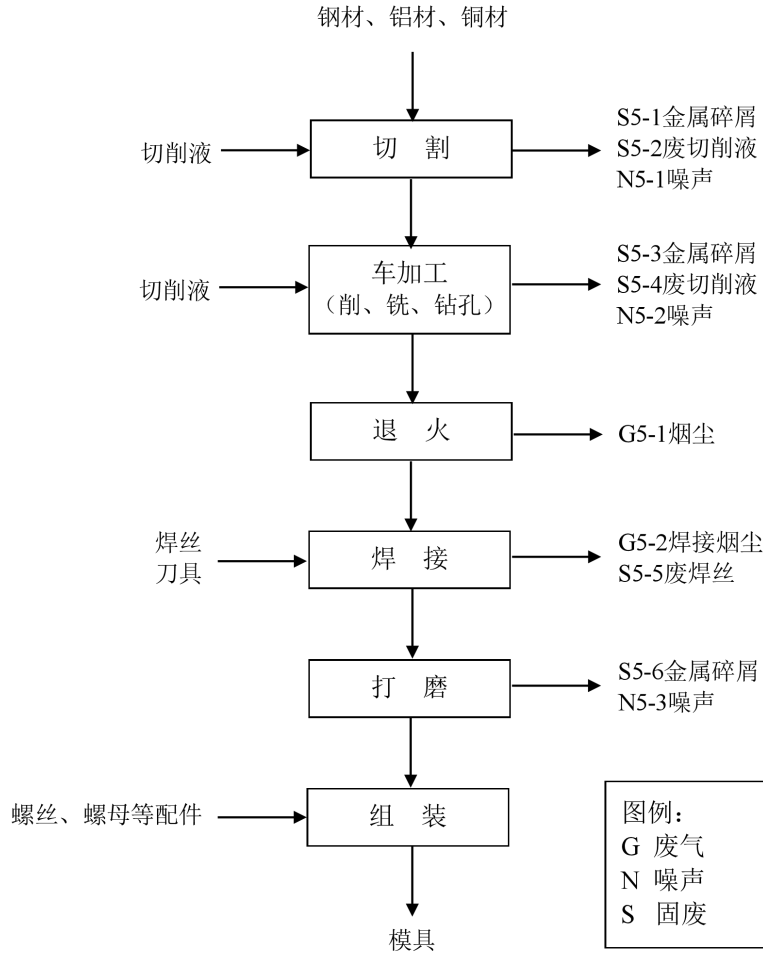 钢材、铝材、铜材
切削液
切 割
S5-1金属碎屑
S5-2废切削液
N5-1噪声
切削液
车加工
（削、铣、钻孔）
S5-3金属碎屑
S5-4废切削液
N5-2噪声
退 火
G5-1烟尘
焊丝
刀具
焊 接
G5-2焊接烟尘
S5-5废焊丝
打 磨
S5-6金属碎屑
N5-3噪声
螺丝、螺母等配件
组 装
模具
图例：
G 废气
N 噪声
S 固废